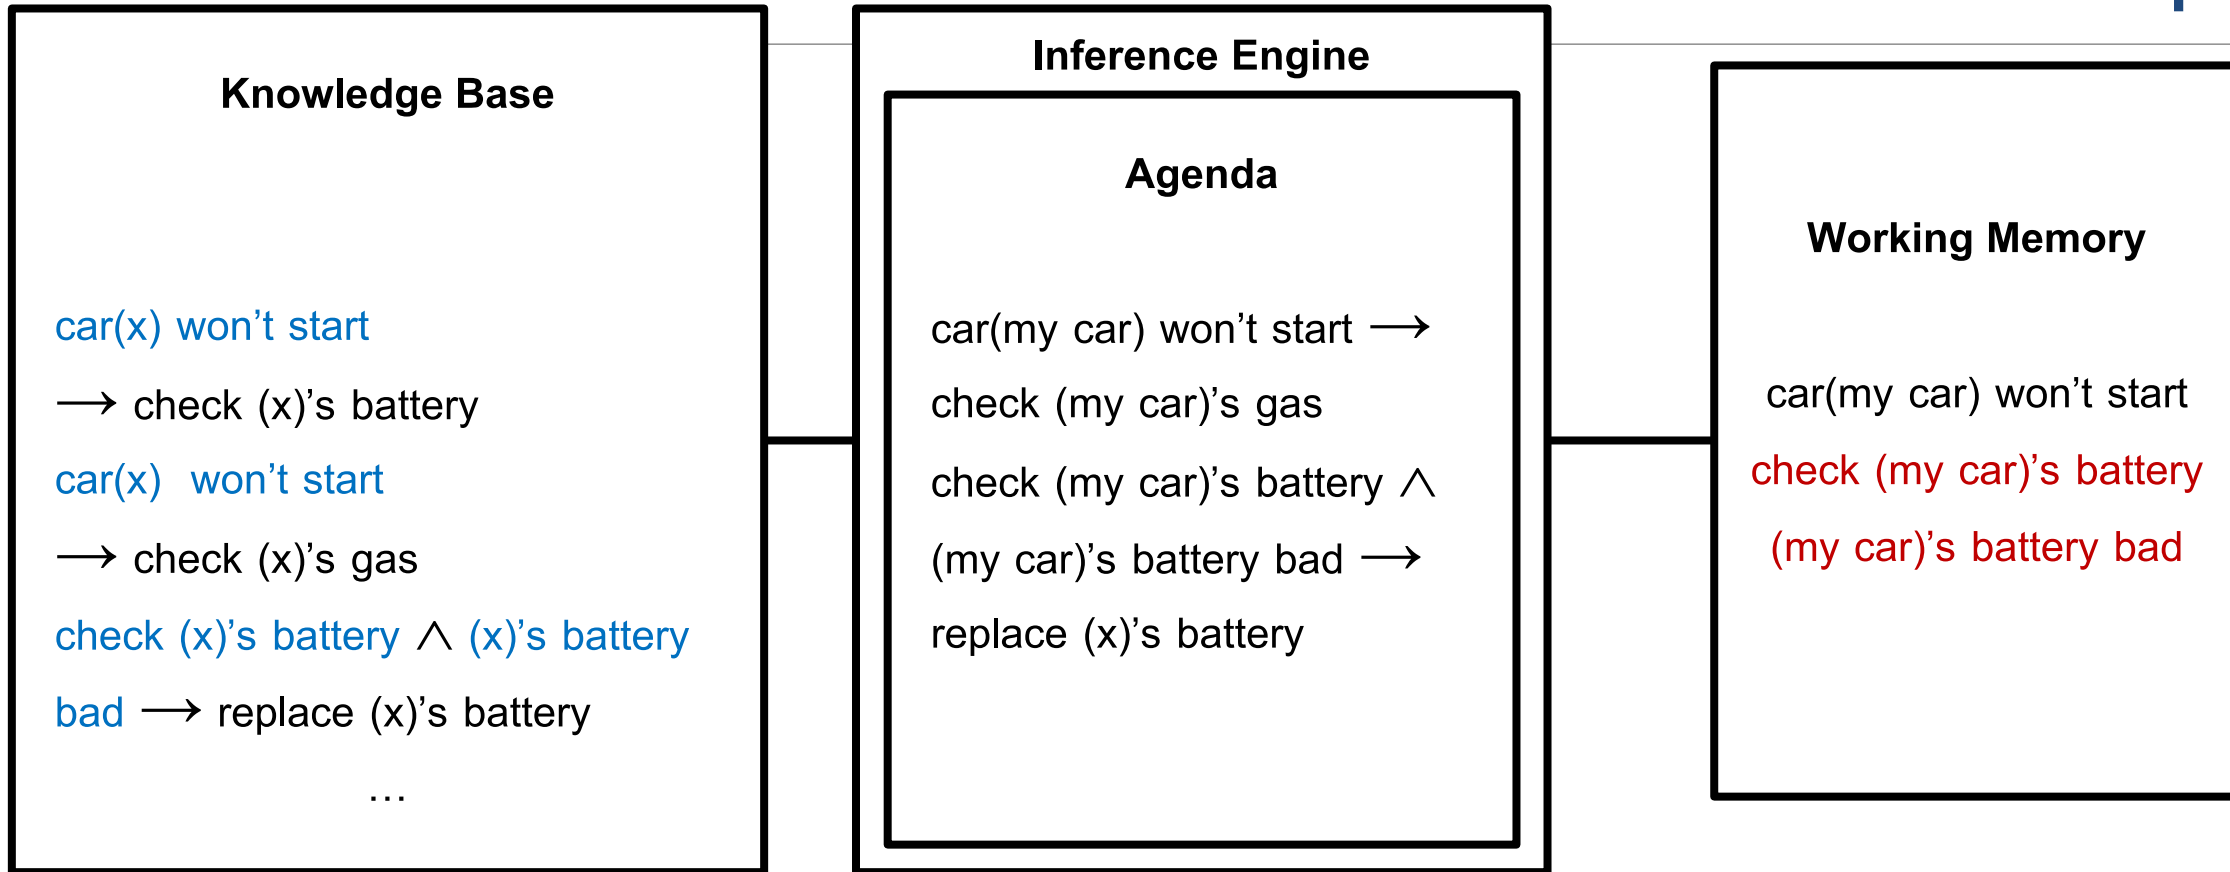 Knowledge Base
car(x) won’t start
⟶ check (x)’s battery
car(x)  won’t start
⟶ check (x)’s gas
check (x)’s battery ∧ (x)’s battery
bad ⟶ replace (x)’s battery
…
Inference Engine
Agenda
car(my car) won’t start ⟶
check (my car)’s gas
check (my car)’s battery ∧
(my car)’s battery bad ⟶
replace (x)’s battery
Working Memory
car(my car) won’t start
check (my car)’s battery
(my car)’s battery bad